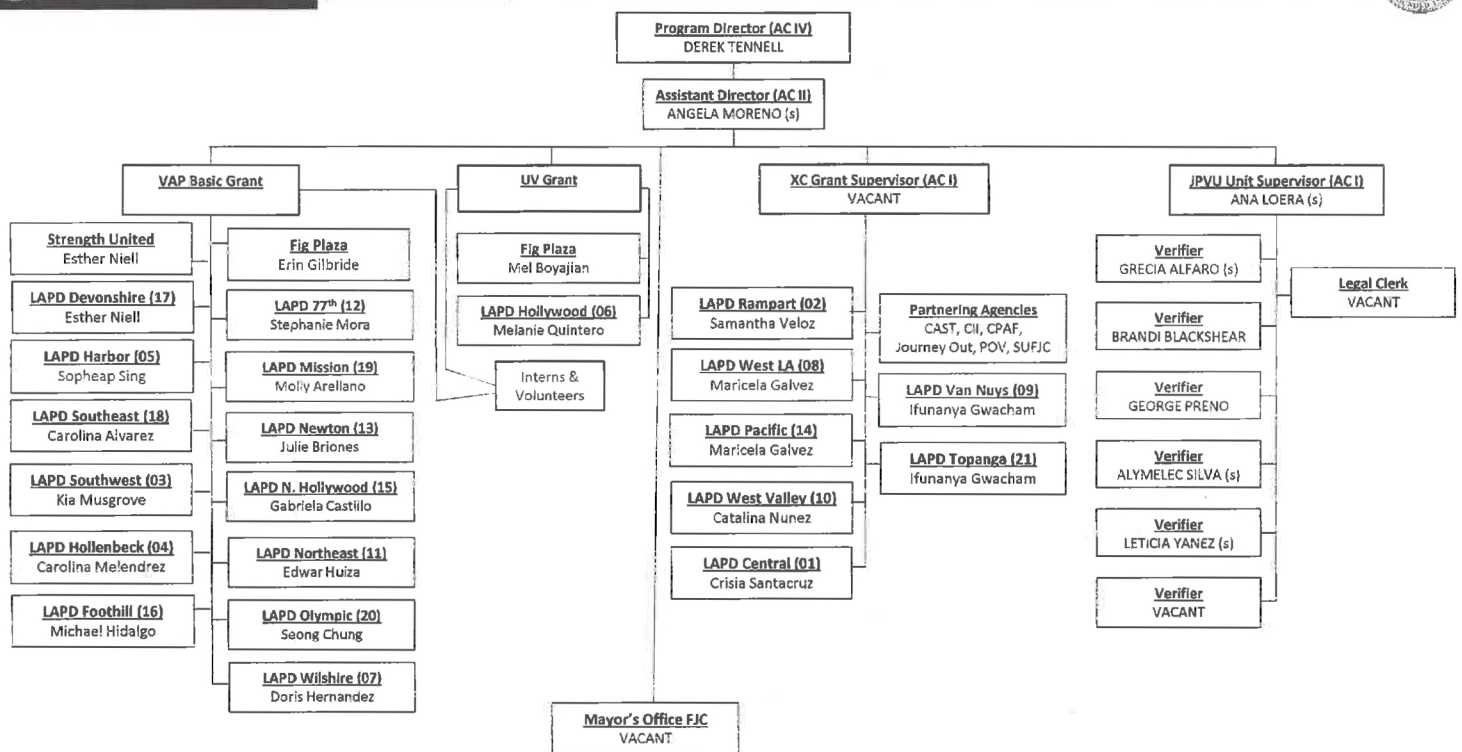 Program Director (AC IV)
DEREK TENNELL
Assistant Director (AC II)
ANGELA MORENO (s)
VAP Basic Grant
Strength United
Esther Niell
LAPD Devonshire (17)
Esther Niell
LAPD Harbor (05)
Sopheap Sing
LAPD Southeast (18)
Carolina Alvarez
LAPD Southwest (03)
Kia Musgrove
LAPD Hollenbeck (04)
Carolina Melendrez
LAPD Foothill (16)
Michael Hidalgo
Fig Plaza
Erin Gilbride
LAPD 77th (12)
Stephanie Mora
LAPD Mission (19)
Molly Arellano
LAPD Newton (13)
Julie Briones
LAPD N. Hollywood (15)
Gabriela Castillo
LAPD Northeast (11)
Edwar Huiza
LAPD Olympic (20)
Seong Chung
LAPD Wilshire (07)
Doris Hernandez
UV Grant
Fig Plaza
Mel Boyajian
LAPD Hollywood (06)
Melanie Quintero
Interns &
Volunteers
Mayor's Office FJC
VACANT
XC Grant Supervisor (AC I)
VACANT
LAPD Rampart (02)
Samantha Veloz
LAPD West LA (08)
Maricela Galvez
LAPD Pacific (14)
Maricela Galvez
LAPD West Valley (10)
Catalina Nunez
LAPD Central (01)
Crisia Santacruz
Partnering Agencies
CAST, CII, CPAF,
Journey Out, POV, SUFJC
LAPD Van Nuys (09)
Ifunanya Gwacham
LAPD Topanga (21)
Ifunanya Gwacham
JPVU Unit Supervisor (AC I)
ANA LOERA (s)
Verifier
GRECIA ALFARO (s)
Verifier
BRANDI BLACKSHEAR
Verifier
GEORGE PRENO
Verifier
ALYMELEC SILVA (s)
Verifier
LETICIA YANEZ (s)
Verifier
VACANT
Legal Clerk
VACANT